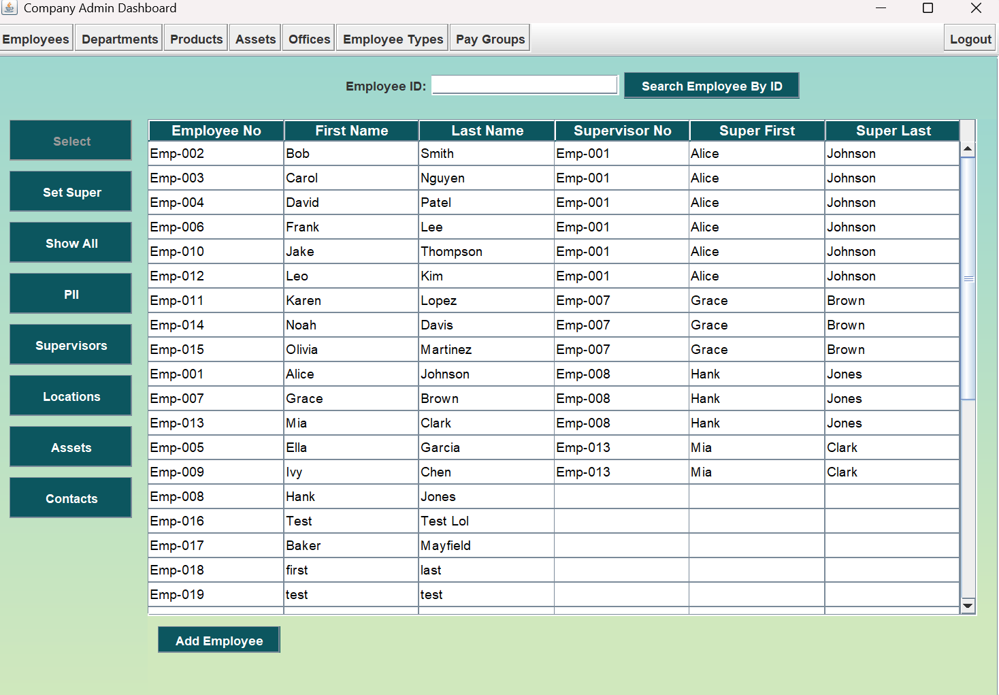 Company Admin Dashboard
Employees Departments Products Assets Offices Employee Types Pay Groups Logout
Employee ID: Search Employee By ID
Select
Set Super
Show All
PII
Supervisors
Locations
Assets
Contacts
Employee No First Name Last Name Supervisor No Super First Super Last
Emp-002 Bob Smith Emp-001 Alice Johnson
Emp-003 Carol Nguyen Emp-001 Alice Johnson
Emp-004 David Patel Emp-001 Alice Johnson
Emp-006 Frank Lee Emp-001 Alice Johnson
Emp-010 Jake Thompson Emp-001 Alice Johnson
Emp-012 Leo Kim Emp-001 Alice Johnson
Emp-011 Karen Lopez Emp-007 Grace Brown
Emp-014 Noah Davis Emp-007 Grace Brown
Emp-015 Olivia Martinez Emp-007 Grace Brown
Emp-001 Alice Johnson Emp-008 Hank Jones
Emp-007 Grace Brown Emp-008 Hank Jones
Emp-013 Mia Clark Emp-008 Hank Jones
Emp-005 Ella Garcia Emp-013 Mia Clark
Emp-009 Ivy Chen Emp-013 Mia Clark
Emp-008 Hank Jones
Emp-016 Test Test Lol
Emp-017 Baker Mayfield
Emp-018 first last
Emp-019 test test
Add Employee